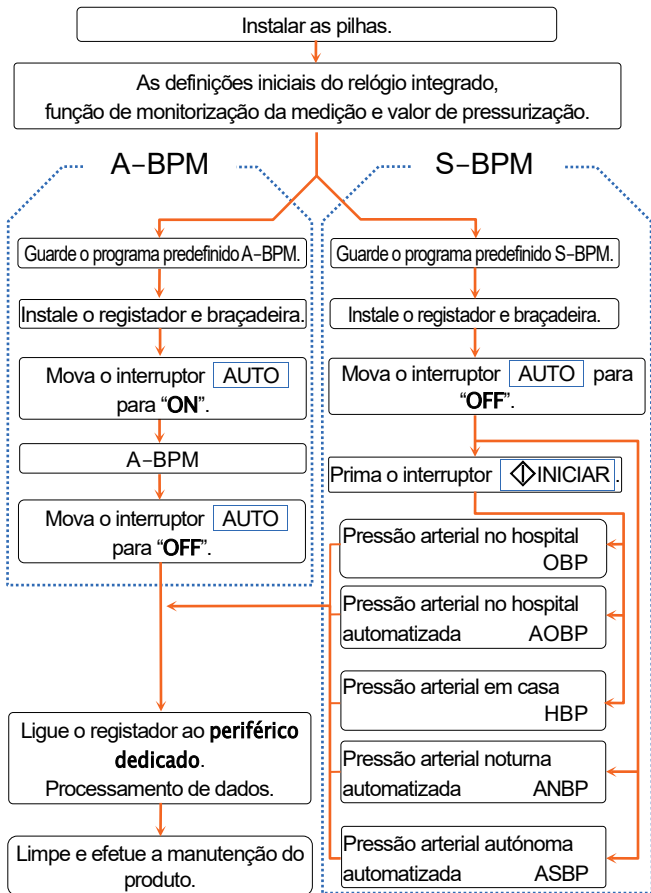 Instalar as pilhas.
As definições iniciais do relógio integrado,
função de monitorização da medição e valor de pressurização.
A-BPM
Guarde o programa predefinido A-BPM.
Instale o registador e braçadeira.
Mova o interruptor AUTO
para “ON”.
A-BPM
Mova o interruptor AUTO
para “OFF”.
S-BPM
Guarde o programa predefinido S-BPM.
Instale o registador e braçadeira.
Mova o interruptor AUTO para
“OFF”.
Prima o interruptor INICIAR.
Pressão arterial no hospital
OBP
Pressão arterial no hospital
automatizada AOBP
Pressão arterial em casa
HBP
Pressão arterial noturna
automatizada ANBP
Pressão arterial autónoma
automatizada ASBP
Ligue o registador ao periférico
dedicado.
Processamento de dados.
Limpe e efetue a manutenção do
produto.